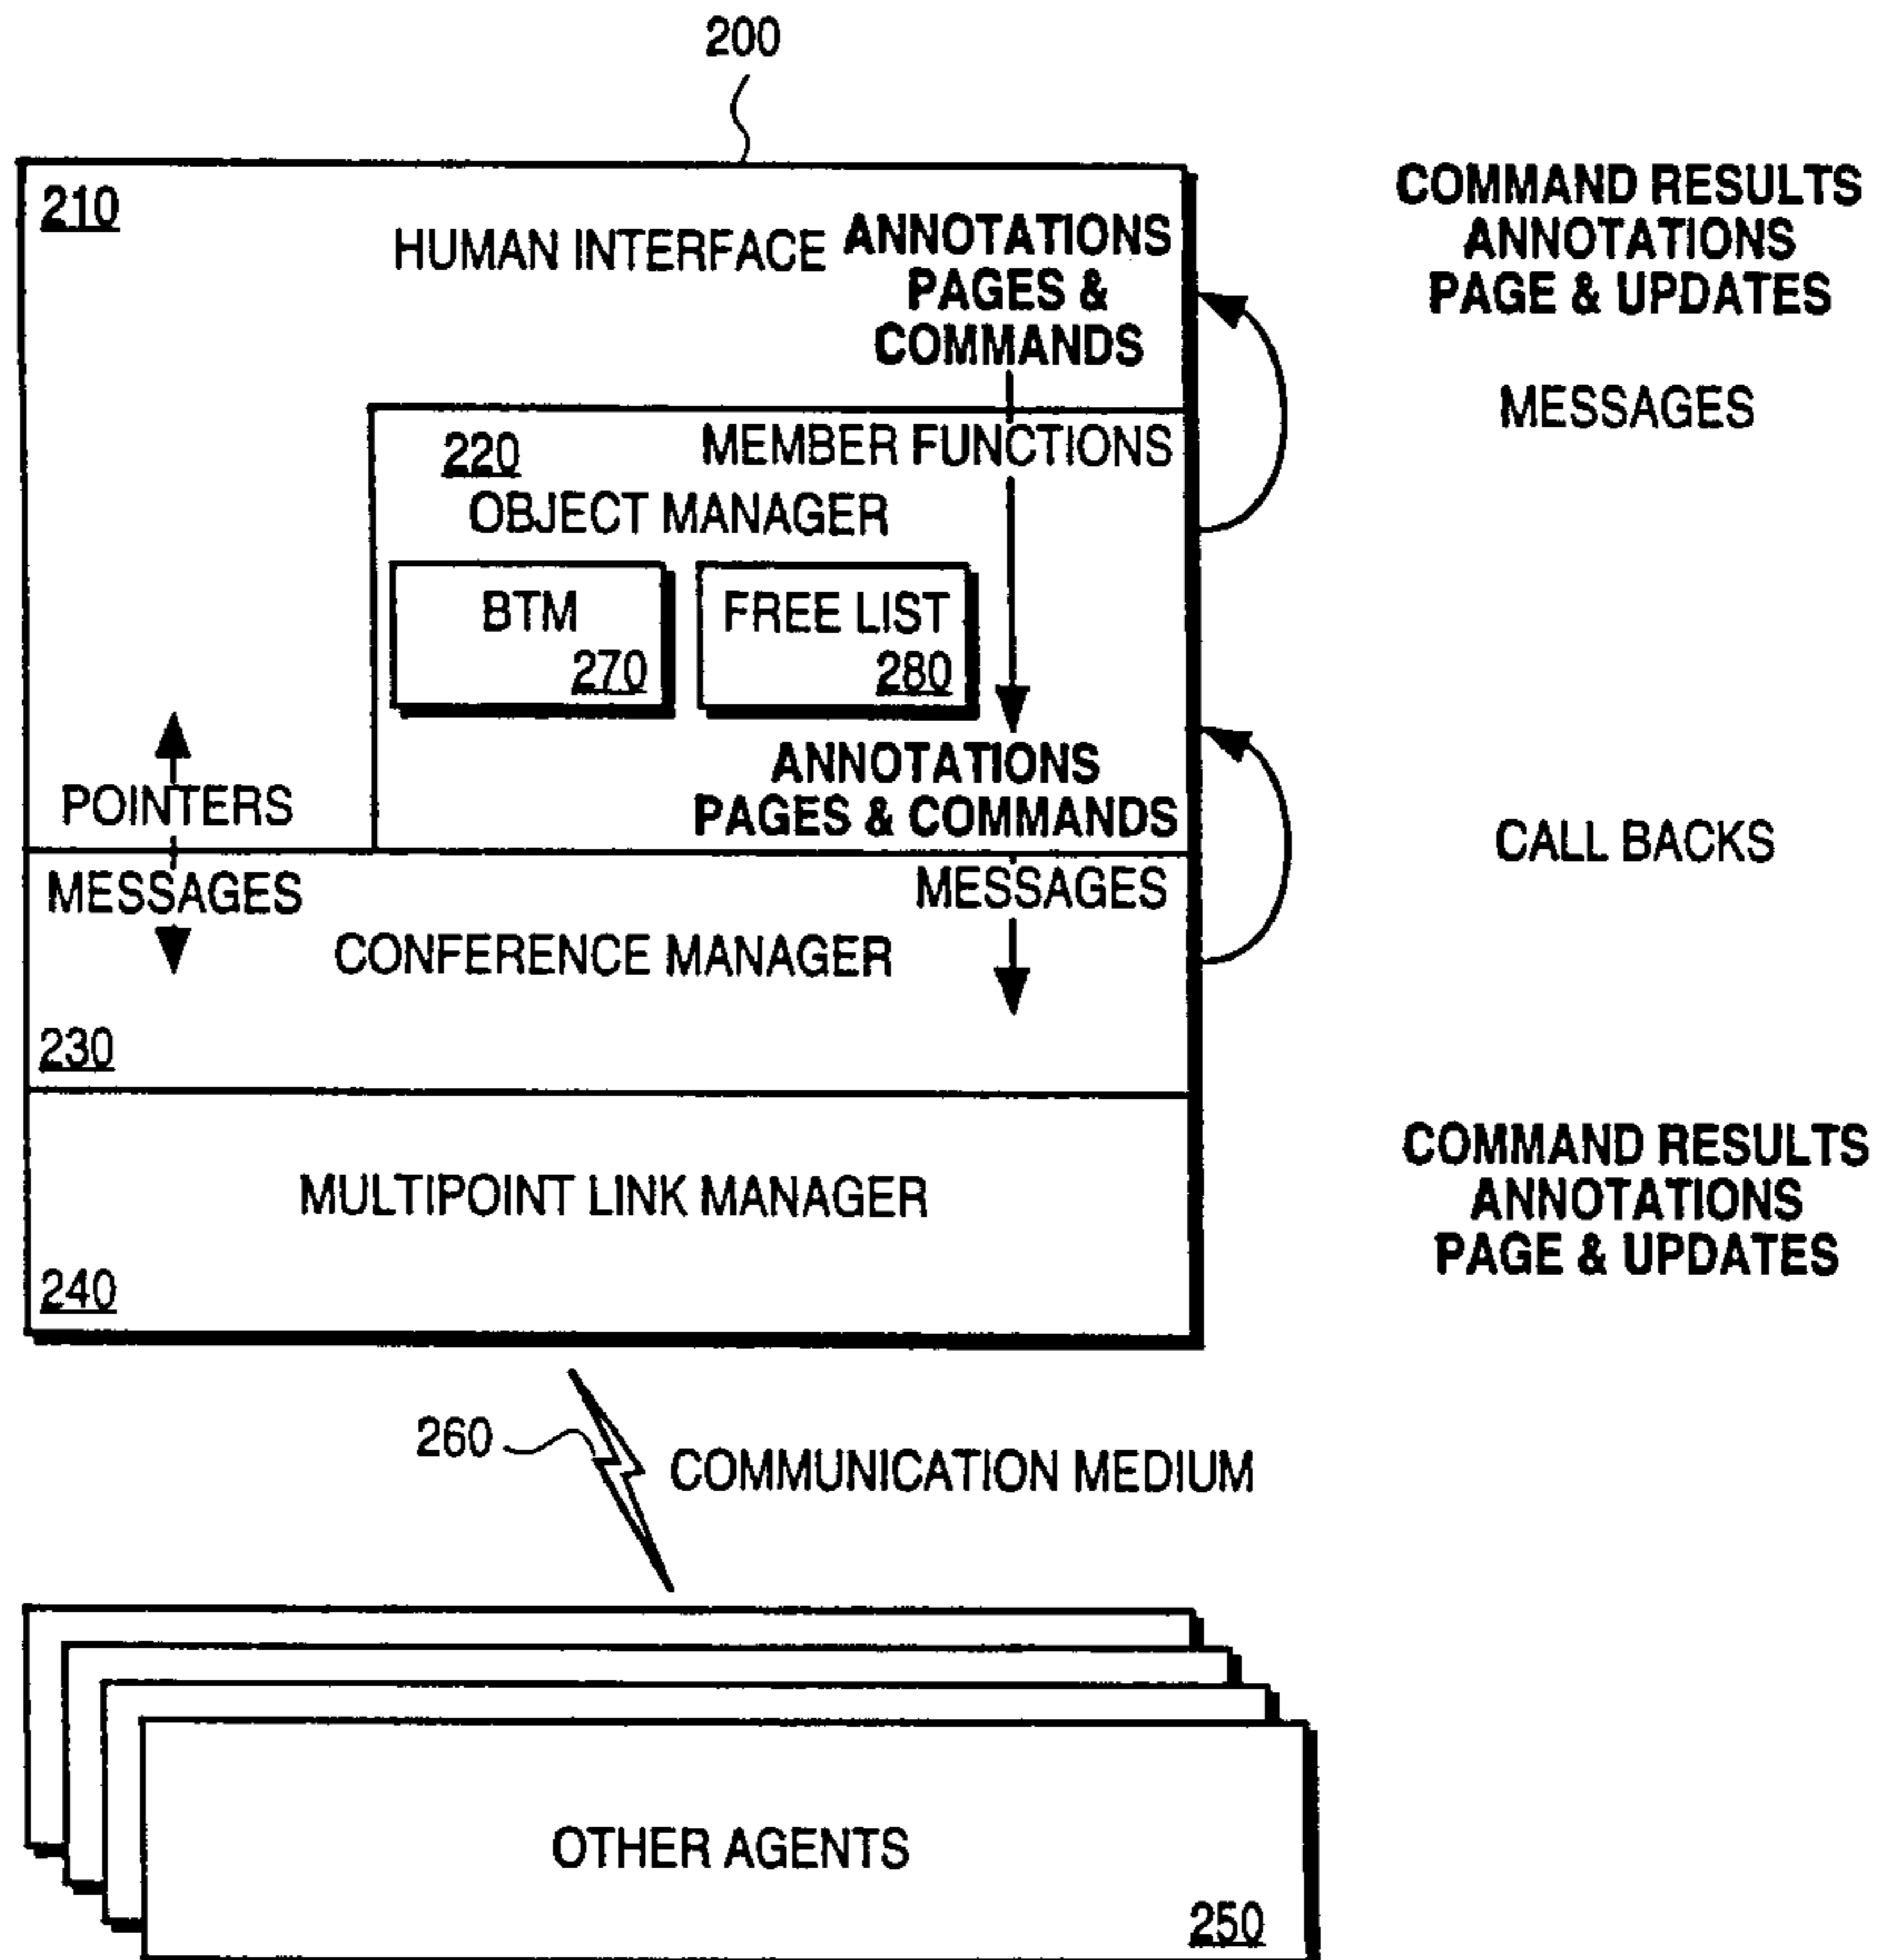 200
210
HUMAN INTERFACE
ANNOTATIONS
PAGES &
COMMANDS
COMMAND RESULTS
ANNOTATIONS
PAGE & UPDATES
MESSAGES
220
MEMBER FUNCTIONS
OBJECT MANAGER
BTM
270
FREE LIST
280
ANNOTATIONS
PAGES & COMMANDS
POINTERS
MESSAGES
MESSAGES
CALL BACKS
CONFERENCE MANAGER
230
MULTIPOINT LINK MANAGER
240
COMMAND RESULTS
ANNOTATIONS
PAGE & UPDATES
260
COMMUNICATION MEDIUM
OTHER AGENTS
250